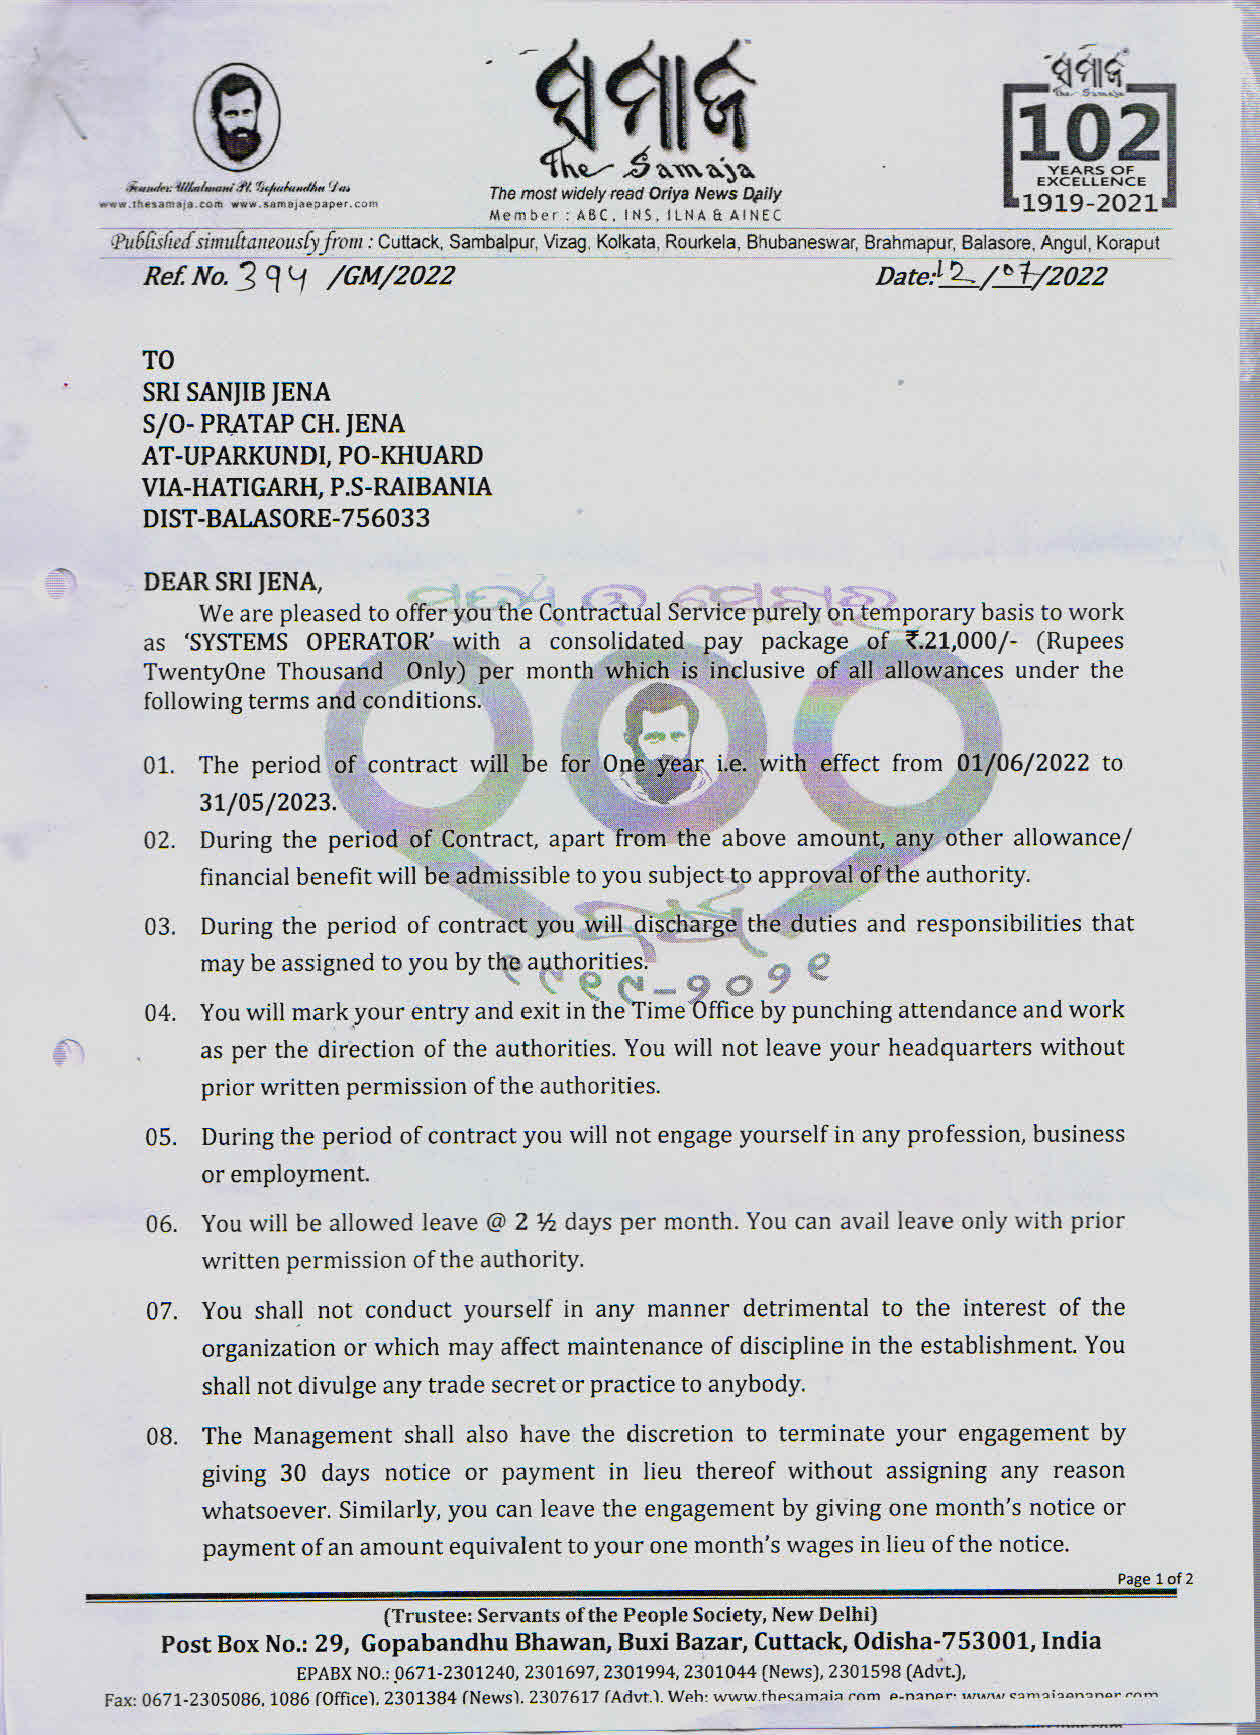 ସମାଜ
The Samaja
The most widely read Oriya News Daily
Member : ABC, INS, ILNA & AINEC
Founder: Utkalmani Pt. Gopabandhu Das
www.thesamaja.com www.samajaepaper.com
ସମାଜ
The Samaja
102
YEARS OF
EXCELLENCE
1919-2021
Published simultaneously from : Cuttack, Sambalpur, Vizag, Kolkata, Rourkela, Bhubaneswar, Brahmapur, Balasore, Angul, Koraput
Ref. No. 394 /GM/2022
Date: 12/07/2022
TO
SRI SANJIB JENA
S/O- PRATAP CH. JENA
AT-UPARKUNDI, PO-KHUARD
VIA-HATIGARH, P.S-RAIBANIA
DIST-BALASORE-756033
DEAR SRI JENA,
We are pleased to offer you the Contractual Service purely on temporary basis to work
as ‘SYSTEMS OPERATOR’ with a consolidated pay package of ₹.21,000/- (Rupees
TwentyOne Thousand Only) per month which is inclusive of all allowances under the
following terms and conditions.
01. The period of contract will be for One year i.e. with effect from 01/06/2022 to
31/05/2023.
02. During the period of Contract, apart from the above amount, any other allowance/
financial benefit will be admissible to you subject to approval of the authority.
03. During the period of contract you will discharge the duties and responsibilities that
may be assigned to you by the authorities.
୧୯୧୯-୨୦୨୧
04. You will mark your entry and exit in the Time Office by punching attendance and work
as per the direction of the authorities. You will not leave your headquarters without
prior written permission of the authorities.
05. During the period of contract you will not engage yourself in any profession, business
or employment.
06. You will be allowed leave @ 2 ½ days per month. You can avail leave only with prior
written permission of the authority.
07. You shall not conduct yourself in any manner detrimental to the interest of the
organization or which may affect maintenance of discipline in the establishment. You
shall not divulge any trade secret or practice to anybody.
08. The Management shall also have the discretion to terminate your engagement by
giving 30 days notice or payment in lieu thereof without assigning any reason
whatsoever. Similarly, you can leave the engagement by giving one month’s notice or
payment of an amount equivalent to your one month’s wages in lieu of the notice.
Page 1 of 2
(Trustee: Servants of the People Society, New Delhi)
Post Box No.: 29, Gopabandhu Bhawan, Buxi Bazar, Cuttack, Odisha-753001, India
EPABX NO.: 0671-2301240, 2301697, 2301994, 2301044 (News), 2301598 (Advt.),
Fax: 0671-2305086, 1086 (Office), 2301384 (News), 2307617 (Advt.), Web: www.thesamaja.com e-paper: www.samajaepaper.com